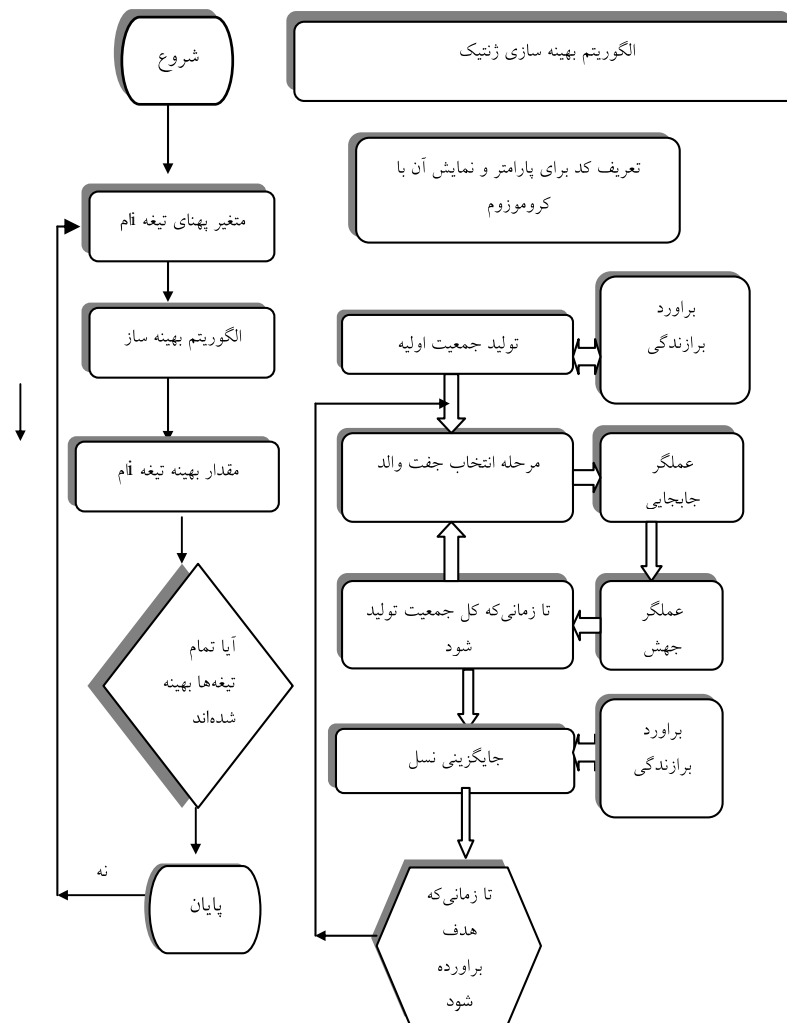 الگوریتم بهینه سازی ژنتیک
شروع
تعریف کد برای پارامتر و نمایش آن با
کروموزوم
متغیر پهنای تیغه iام
الگوریتم بهینه ساز
مقدار بهینه تیغه iام
آیا تمام
تیغه‌ها بهینه
شده‌اند
نه
پایان
تولید جمعیت اولیه
براورد
برازندگی
مرحله انتخاب جفت والد
عملگر
جابجایی
عملگر
جهش
تا زمانی‌که کل جمعیت تولید
شود
جایگزینی نسل
براورد
برازندگی
تا زمانی‌که
هدف
براورده
شود